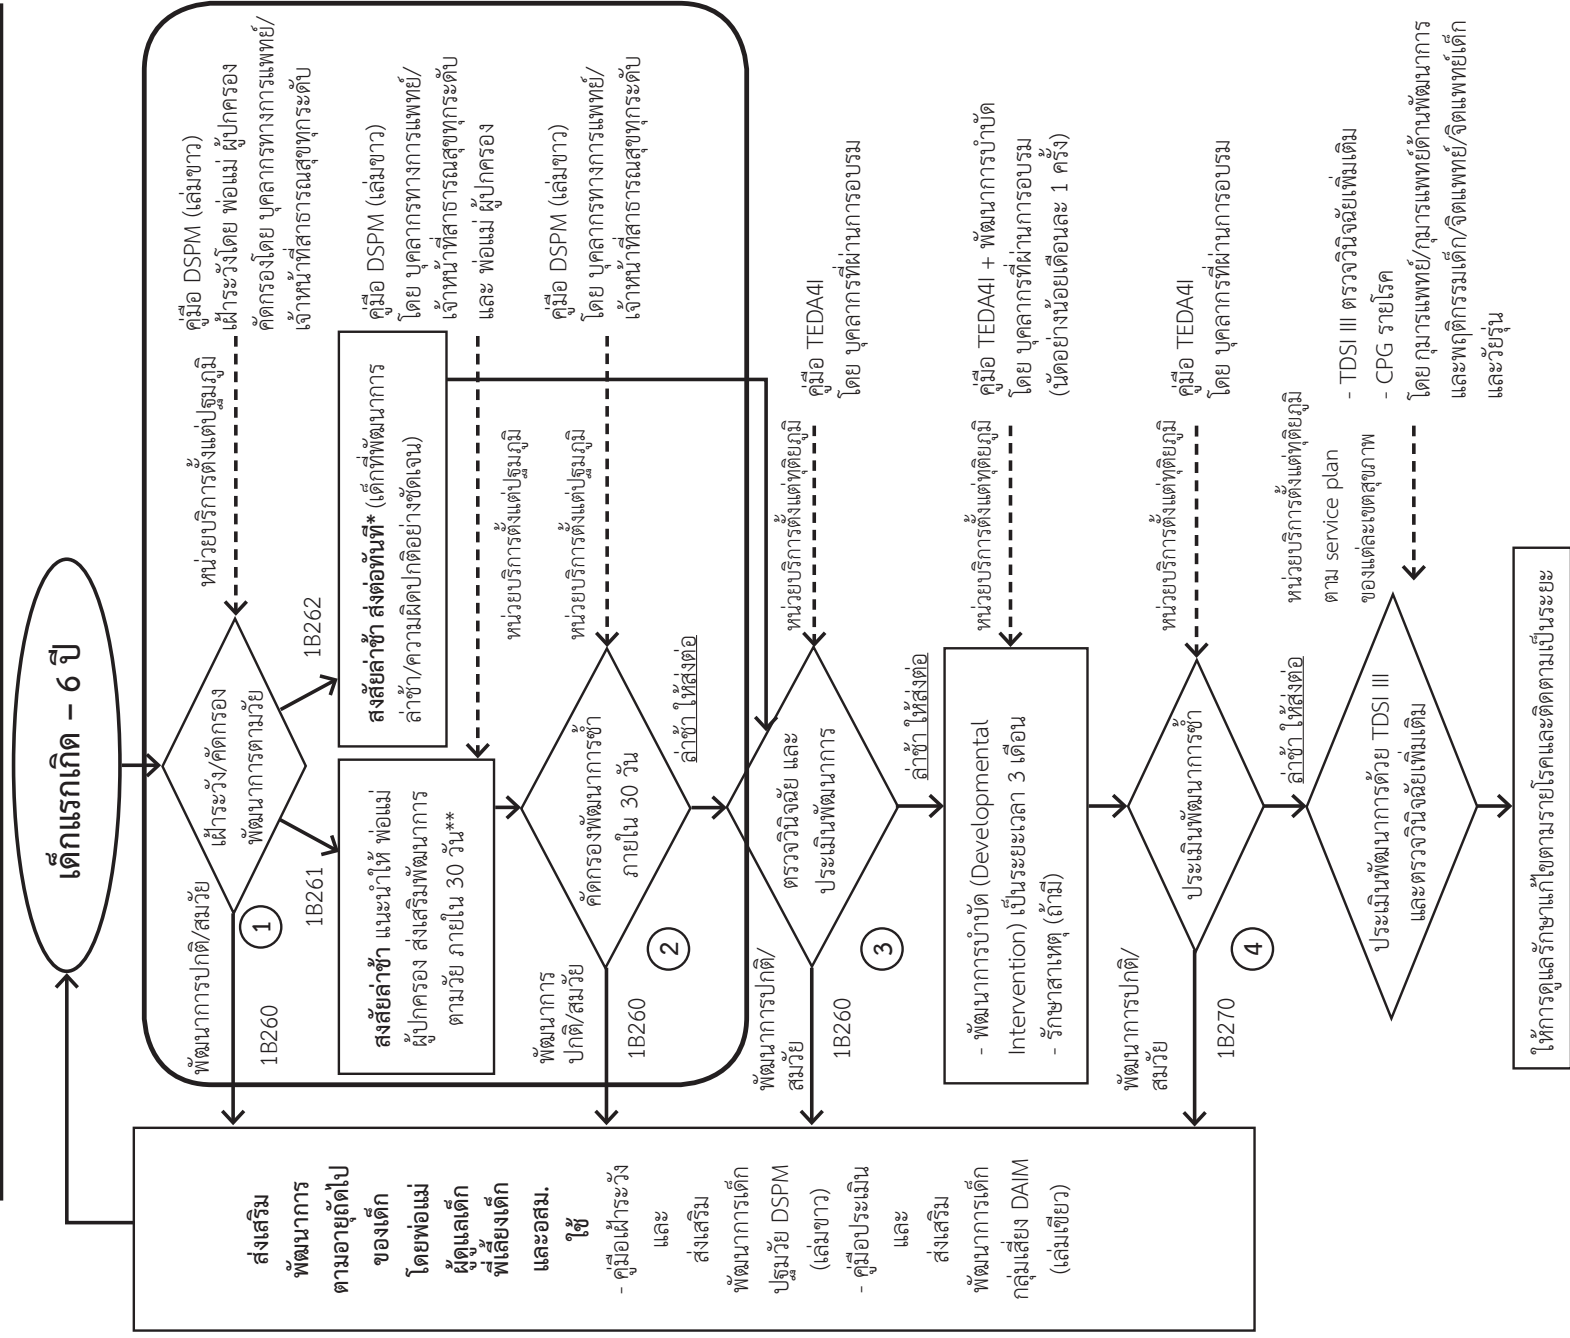 เด็กแรกเกิด – 6 ปี
เฝ้าระวัง/คัดกรอง
พัฒนาการตามวัย
หน่วยบริการตั้งแต่ปฐมภูมิ
คู่มือ DSPM (เล่มขาว)
เฝ้าระวังโดย พ่อแม่ ผู้ปกครอง
คัดกรองโดย บุคลากรทางการแพทย์/
เจ้าหน้าที่สาธารณสุขทุกระดับ
พัฒนาการปกติ/สมวัย
1B260
1
1B261
1B262
สงสัยล่าช้า แนะนำให้ พ่อแม่
ผู้ปกครอง ส่งเสริมพัฒนาการ
ตามวัย ภายใน 30 วัน**
สงสัยล่าช้า ส่งต่อทันที* (เด็กที่พัฒนาการ
ล่าช้า/ความผิดปกติอย่างชัดเจน)
หน่วยบริการตั้งแต่ปฐมภูมิ
คู่มือ DSPM (เล่มขาว)
โดย บุคลากรทางการแพทย์/
เจ้าหน้าที่สาธารณสุขทุกระดับ
และ พ่อแม่ ผู้ปกครอง
คัดกรองพัฒนาการซ้ำ
ภายใน 30 วัน
หน่วยบริการตั้งแต่ปฐมภูมิ
คู่มือ DSPM (เล่มขาว)
โดย บุคลากรทางการแพทย์/
เจ้าหน้าที่สาธารณสุขทุกระดับ
พัฒนาการ
ปกติ/สมวัย
1B260
2
ล่าช้า ให้ส่งต่อ
ตรวจวินิจฉัย และ
ประเมินพัฒนาการ
หน่วยบริการตั้งแต่ทุติยภูมิ
คู่มือ TEDA4I
โดย บุคลากรที่ผ่านการอบรม
พัฒนาการปกติ/
สมวัย
1B260
3
ล่าช้า ให้ส่งต่อ
- พัฒนาการบำบัด (Developmental
Intervention) เป็นระยะเวลา 3 เดือน
- รักษาสาเหตุ (ถ้ามี)
หน่วยบริการตั้งแต่ทุติยภูมิ
คู่มือ TEDA4I + พัฒนาการบำบัด
โดย บุคลากรที่ผ่านการอบรม
(นัดอย่างน้อยเดือนละ 1 ครั้ง)
ประเมินพัฒนาการซ้ำ
หน่วยบริการตั้งแต่ทุติยภูมิ
คู่มือ TEDA4I
โดย บุคลากรที่ผ่านการอบรม
พัฒนาการปกติ/
สมวัย
1B270
4
ล่าช้า ให้ส่งต่อ
ประเมินพัฒนาการด้วย TDSI III
และตรวจวินิจฉัยเพิ่มเติม
หน่วยบริการตั้งแต่ทุติยภูมิ
ตาม service plan
ของแต่ละเขตสุขภาพ
- TDSI III ตรวจวินิจฉัยเพิ่มเติม
- CPG รายโรค
โดย กุมารแพทย์/กุมารแพทย์ด้านพัฒนาการ
และพฤติกรรมเด็ก/จิตแพทย์/จิตแพทย์เด็ก
และวัยรุ่น
ให้การดูแลรักษาแก้ไขตามรายโรคและติดตามเป็นระยะ
ส่งเสริม
พัฒนาการ
ตามอายุถัดไป
ของเด็ก
โดยพ่อแม่
ผู้ดูแลเด็ก
พี่เลี้ยงเด็ก
และอสม.
ใช้
- คู่มือเฝ้าระวัง
และ
ส่งเสริม
พัฒนาการเด็ก
ปฐมวัย DSPM
(เล่มขาว)
- คู่มือประเมิน
และ
ส่งเสริม
พัฒนาการเด็ก
กลุ่มเสี่ยง DAIM
(เล่มเขียว)